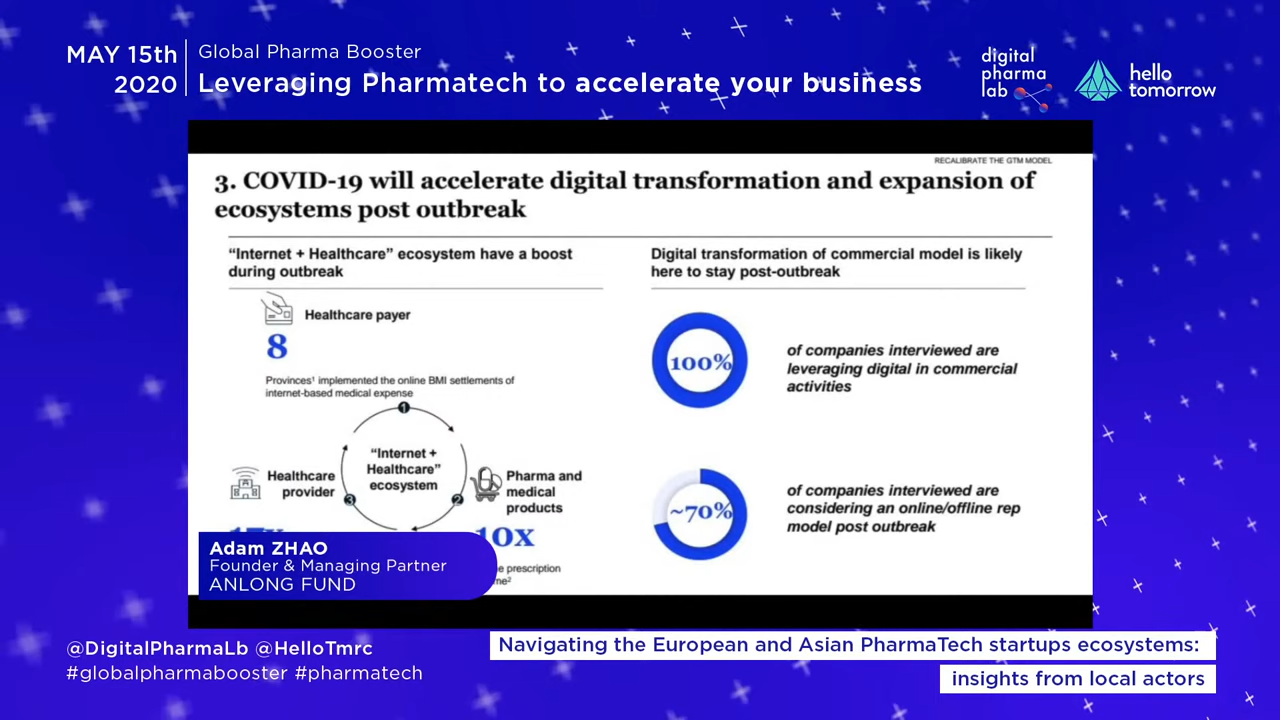 MAY 15th
2020
Global Pharma Booster
Leveraging Pharmatech to accelerate your business
digital
pharma
lab
hello
tomorrow
RECALIBRATE THE GTM MODEL
3. COVID-19 will accelerate digital transformation and expansion of
ecosystems post outbreak
“Internet + Healthcare” ecosystem have a boost
during outbreak
Healthcare payer
8
Provinces¹ implemented the online BMI settlements of
internet-based medical expense
1
“Internet +
Healthcare”
ecosystem
Healthcare
provider
3
2
Pharma and
medical
products
10x
prescription
Digital transformation of commercial model is likely
here to stay post-outbreak
100%
of companies interviewed are
leveraging digital in commercial
activities
~70%
of companies interviewed are
considering an online/offline rep
model post outbreak
Adam ZHAO
Founder & Managing Partner
ANLONG FUND
@DigitalPharmaLb @HelloTmrc
#globalpharmabooster #pharmatech
Navigating the European and Asian PharmaTech startups ecosystems:
insights from local actors